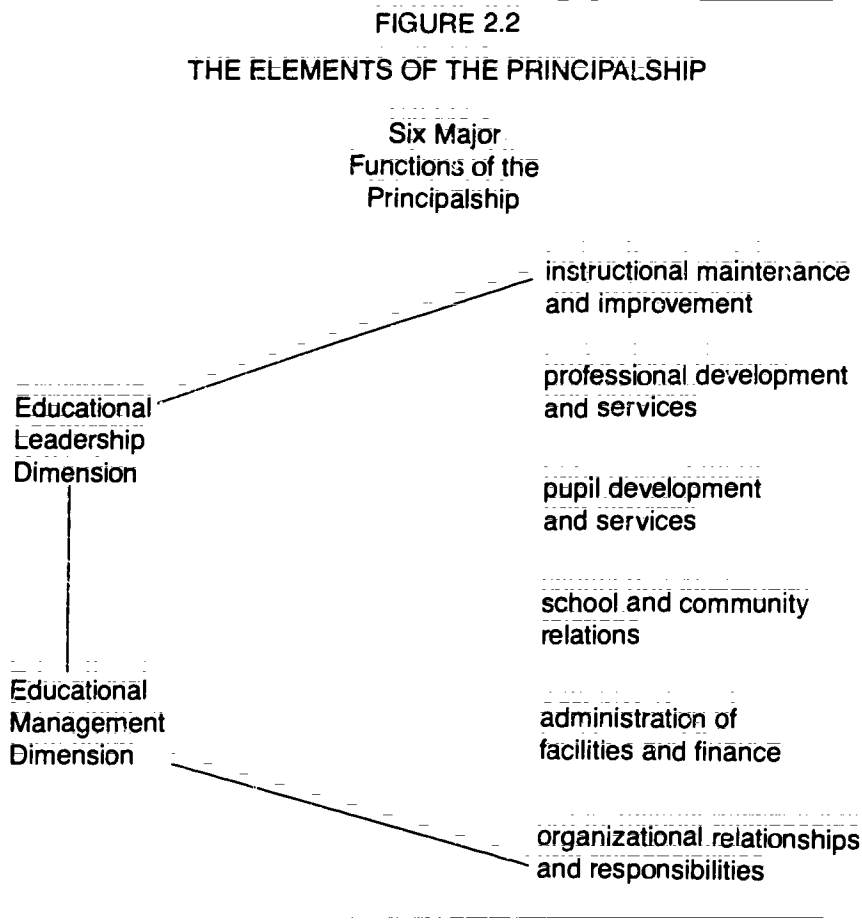 FIGURE 2.2
THE ELEMENTS OF THE PRINCIPALSHIP
Six Major
Functions of the
Principalship
instructional maintenance
and improvement
professional development
and services
Educational
Leadership
Dimension
pupil development
and services
school and community
relations
Educational
Management
Dimension
administration of
facilities and finance
organizational relationships
and responsibilities